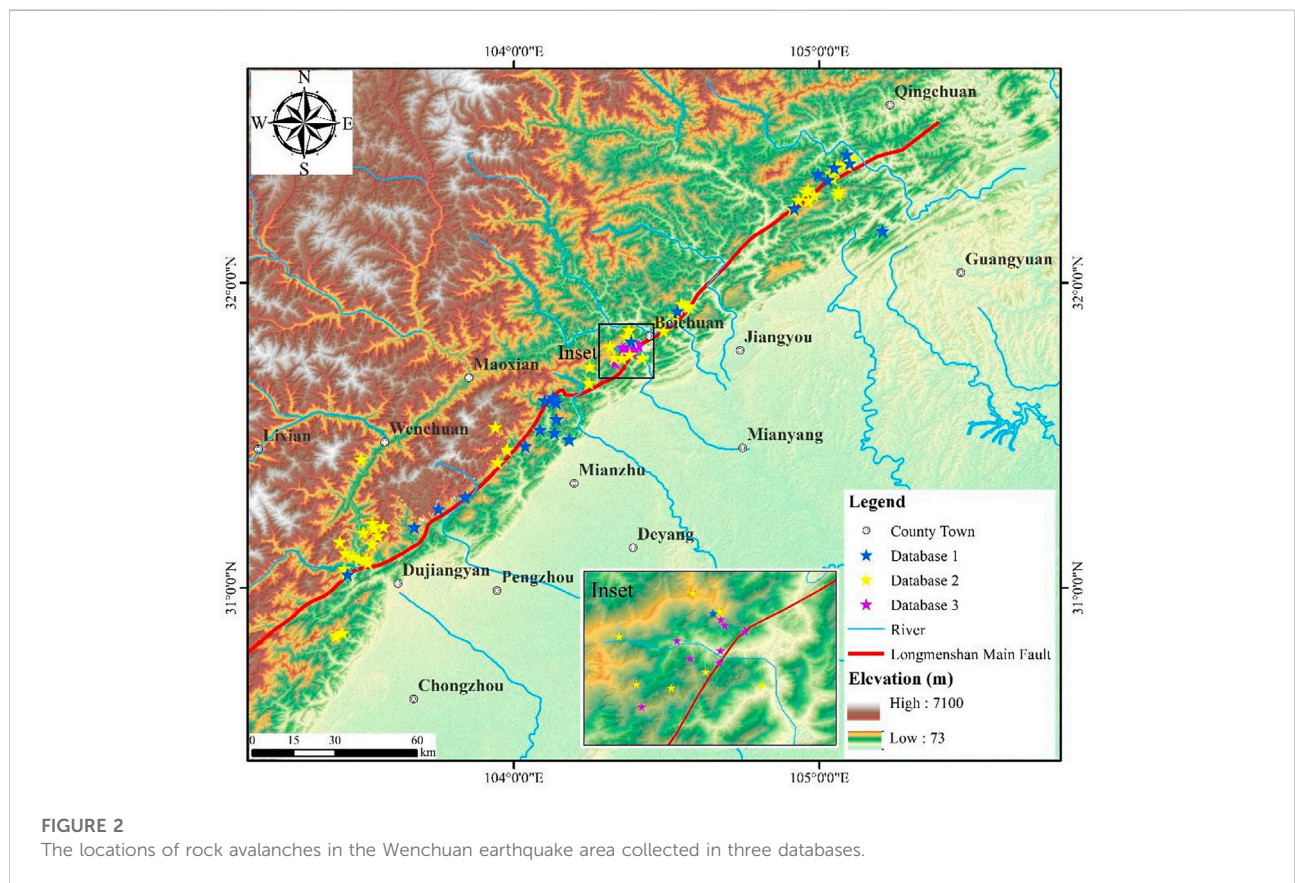 104°0'0"E
105°0'0"E
N
W
E
S
Qingchuan
Guangyuan
32°0'0"N
32°0'0"N
Beichuan
Jiangyou
Inset
Maoxian
Wenchuan
Lixian
Mianyang
Mianzhu
Legend
County Town
Deyang
Database 1
31°0'0"N
Dujiangyan
Pengzhou
Inset
Database 2
31°0'0"N
Database 3
River
Longmenshan Main Fault
Chongzhou
Elevation (m)
High : 7100
Low : 73
0 15 30 60
km
104°0'0"E
105°0'0"E
FIGURE 2
The locations of rock avalanches in the Wenchuan earthquake area collected in three databases.